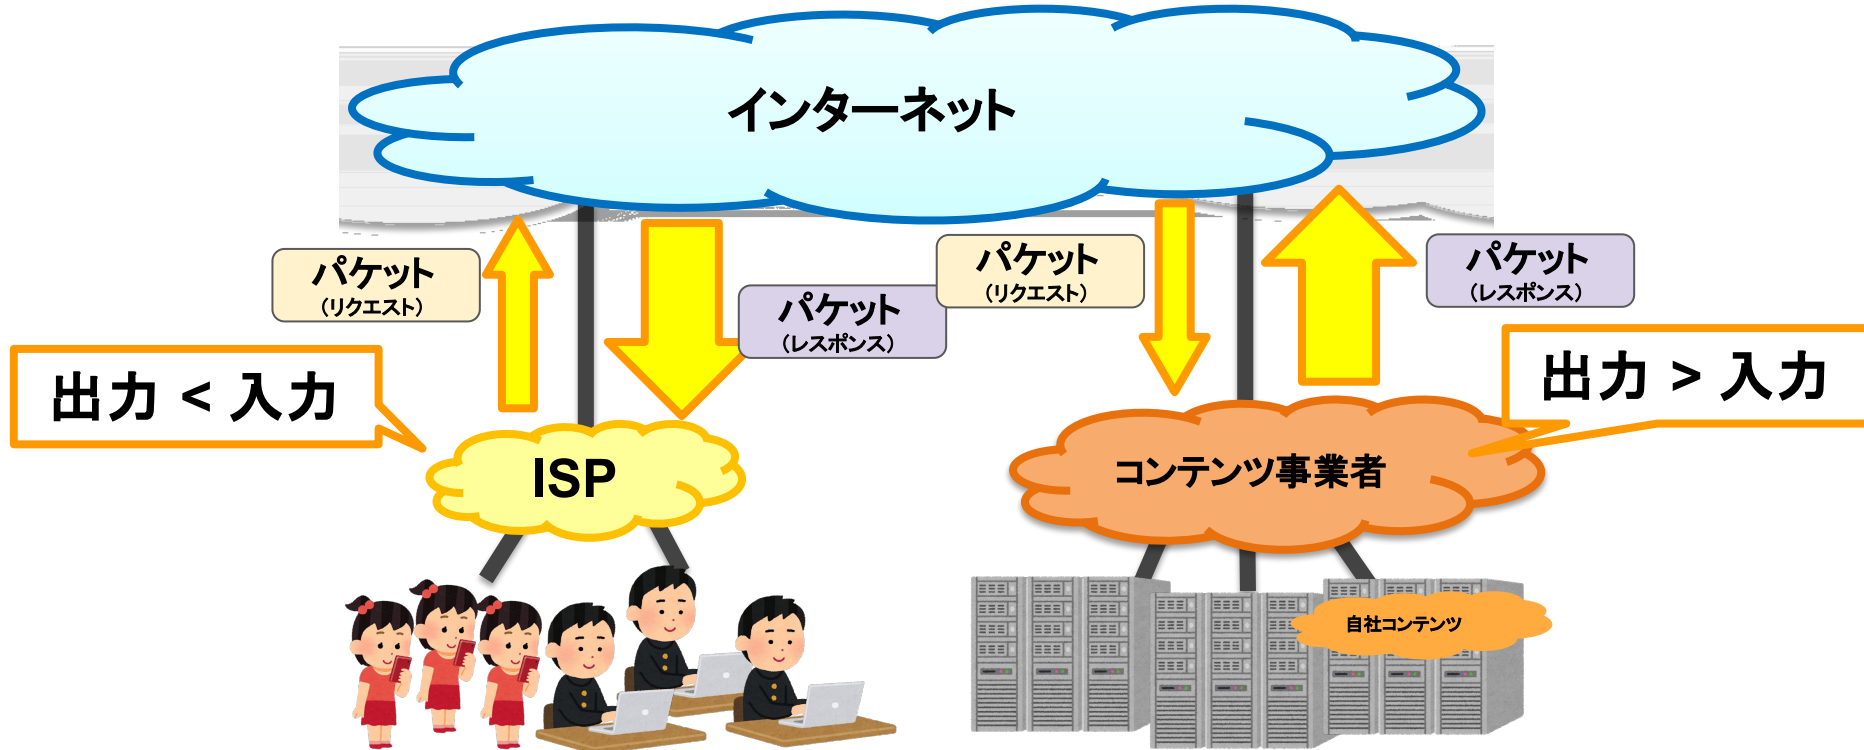 インターネット
パケット
(リクエスト)
パケット
(レスポンス)
パケット
(リクエスト)
パケット
(レスポンス)
出力 < 入力
出力 > 入力
ISP
コンテンツ事業者
自社コンテンツ